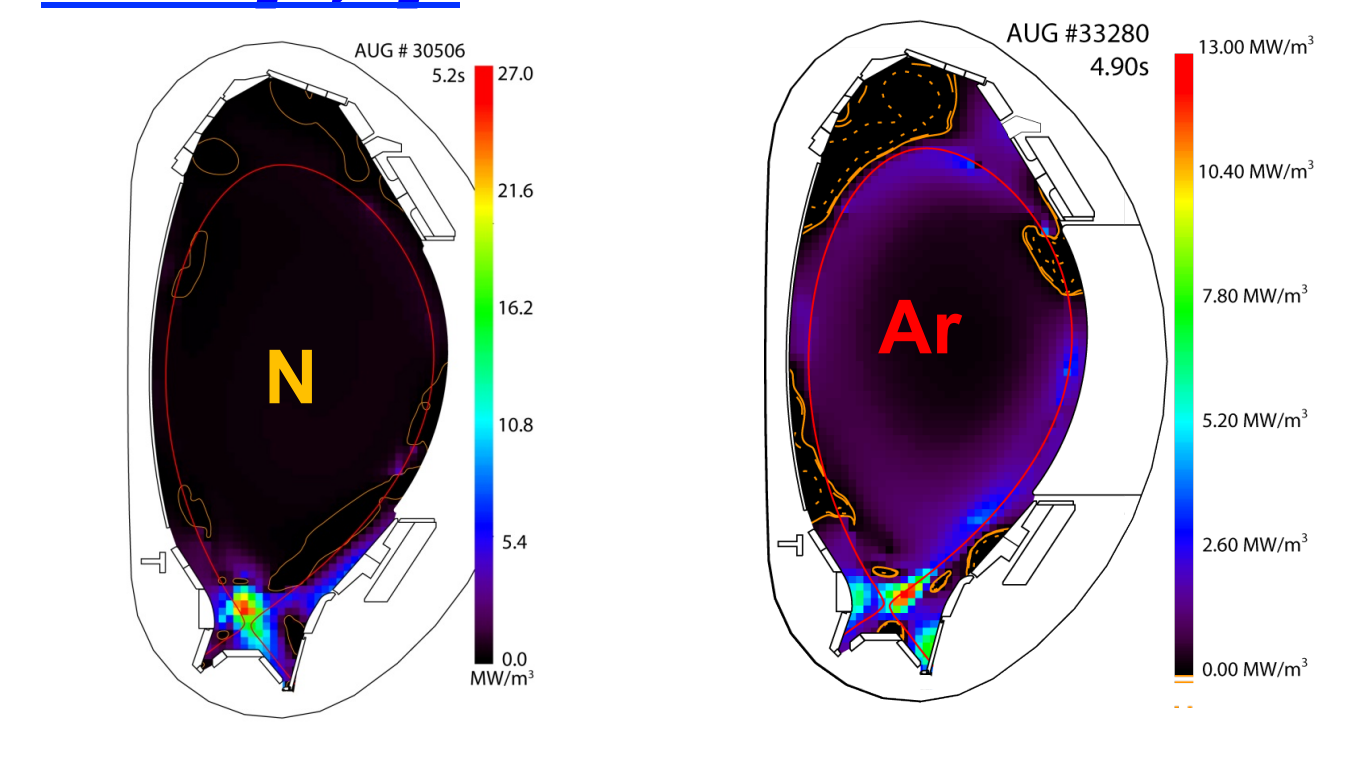 AUG # 30506
5.2s
27.0
21.6
16.2
10.8
5.4
0.0
MW/m³
N
AUG #33280
4.90s
13.00 MW/m³
10.40 MW/m³
7.80 MW/m³
5.20 MW/m³
2.60 MW/m³
0.00 MW/m³
Ar